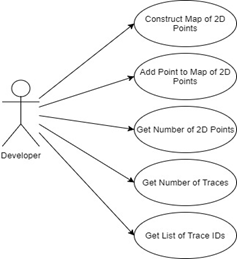 Construct Map of 2D
Points
Add Point to Map of 2D
Points
Get Number of 2D Points
Developer
Get Number of Traces
Get List of Trace IDs